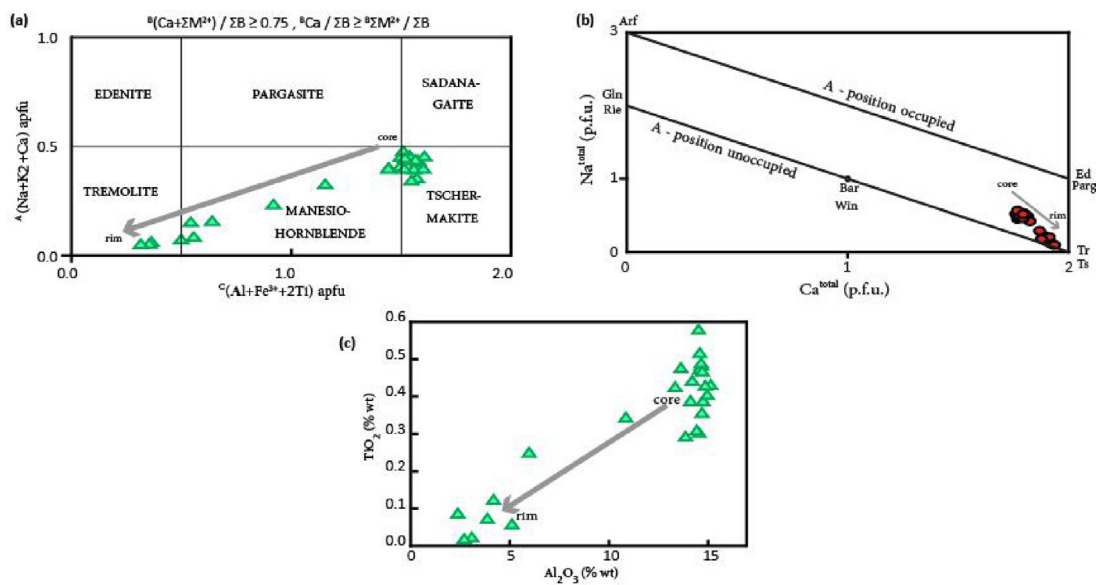 (a)
ᴮ(Ca+ΣM²⁺) / ΣB ≥ 0.75 , ᴮCa / ΣB ≥ ᴮΣM²⁺ / ΣB
1.0
EDENITE
PARGASITE
SADANA-
GAITE
core
0.5
TREMOLITE
TSCHER-
MAKITE
MANESIO-
HORNBLENDE
rim
0.0
0.0
1.0
2.0
ᴬ(Na+K2 +Ca) apfu
ᶜ(Al+Fe³⁺+2Ti) apfu
(b)
Arf
3
A - position occupied
Gln
Rie
A - position unoccupied
Ed
Parg
1
Bar
Win
core
rim
Tr
Ts
0
0
1
2
Na^total (p.f.u.)
Ca^total (p.f.u.)
(c)
0.6
0.5
0.4
0.3
0.2
0.1
0.0
core
rim
0
5
10
15
TiO₂ (% wt)
Al₂O₃ (% wt)